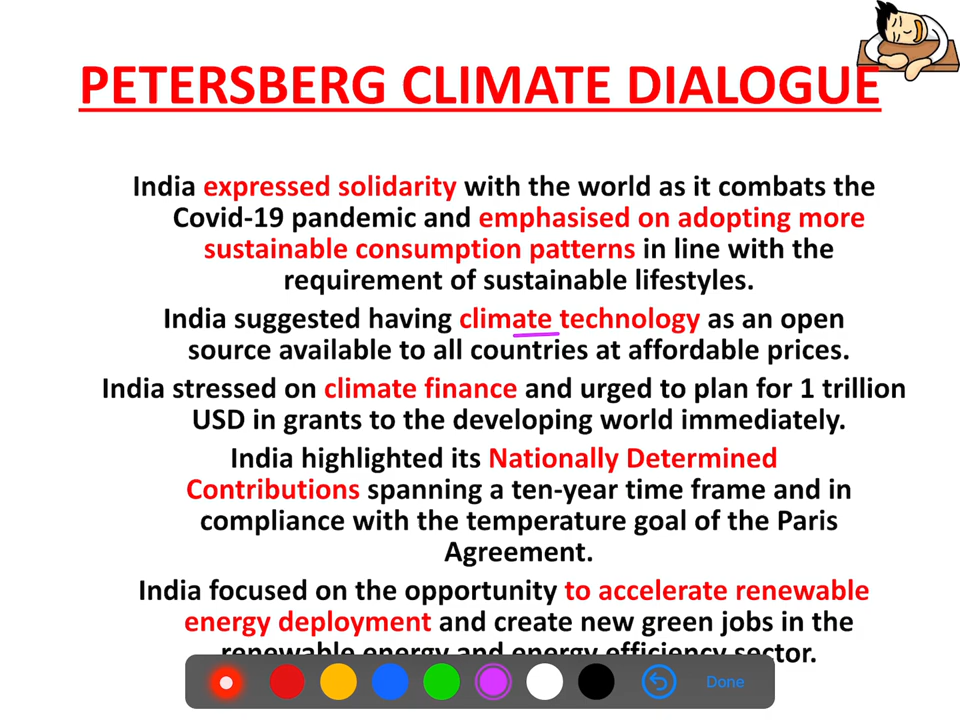 PETERSBERG CLIMATE DIALOGUE
India expressed solidarity with the world as it combats the
Covid-19 pandemic and emphasised on adopting more
sustainable consumption patterns in line with the
requirement of sustainable lifestyles.
India suggested having climate technology as an open
source available to all countries at affordable prices.
India stressed on climate finance and urged to plan for 1 trillion
USD in grants to the developing world immediately.
India highlighted its Nationally Determined
Contributions spanning a ten-year time frame and in
compliance with the temperature goal of the Paris
Agreement.
India focused on the opportunity to accelerate renewable
energy deployment and create new green jobs in the
renewable energy and energy efficiency sector.
Done